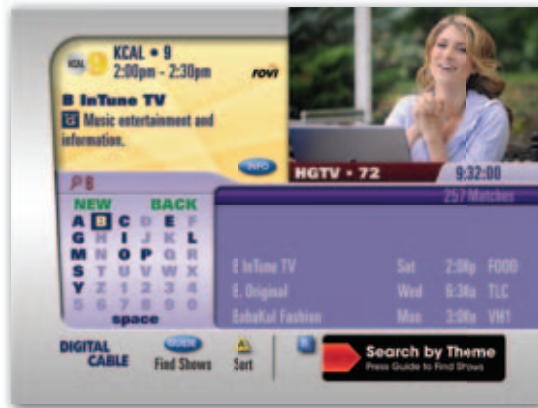 KCAL 9
KCAL • 9
2:00pm - 2:30pm
rovi
B InTune TV
Music entertainment and
information.
INFO
HGTV • 72
9:32:00
B
257 Matches
NEW BACK
A B C D E F
G H I J K L
M N O P Q R
S T U V W X
Y Z 1 2 3 4
5 6 7 8 9 0
space
B InTune TV Sat 2:00p FOOD
B. Original Wed 6:30a TLC
BabaKul Fashion Mon 3:00a VH1
DIGITAL
CABLE
GUIDE
Find Shows
A
Sort
B
Search by Theme
Press Guide to Find Shows